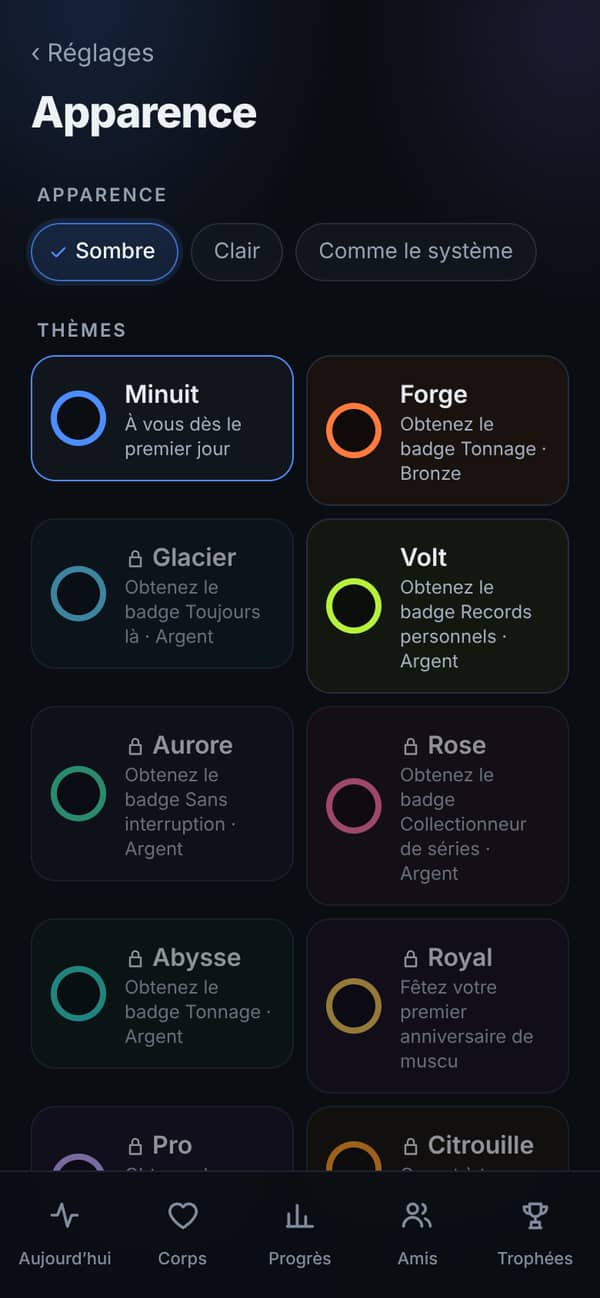 ‹ Réglages
Apparence
APPARENCE
Sombre
Clair
Comme le système
THÈMES
Minuit
À vous dès le
premier jour
Forge
Obtenez le
badge Tonnage ·
Bronze
Glacier
Obtenez le
badge Toujours
là · Argent
Volt
Obtenez le
badge Records
personnels ·
Argent
Aurore
Obtenez le
badge Sans
interruption ·
Argent
Rose
Obtenez le
badge
Collectionneur
de séries ·
Argent
Abysse
Obtenez le
badge Tonnage ·
Argent
Royal
Fêtez votre
premier
anniversaire de
muscu
Pro
Citrouille
Aujourd'hui
Corps
Progrès
Amis
Trophées